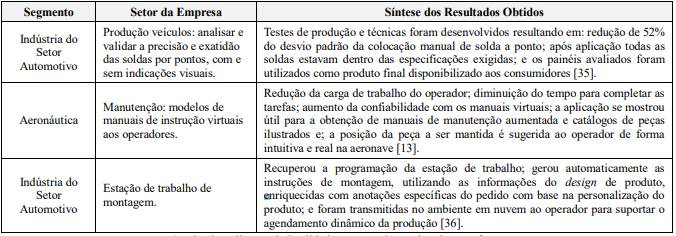 Segmento Setor da Empresa Síntese dos Resultados Obtidos
Indústria do
Setor
Automotivo
Produção veículos: analisar e
validar a precisão e exatidão
das soldas por pontos, com e
sem indicações visuais.
Testes de produção e técnicas foram desenvolvidos resultando em: redução de 52%
do desvio padrão da colocação manual de solda a ponto; após aplicação todas as
soldas estavam dentro das especificações exigidas; e os painéis avaliados foram
utilizados como produto final disponibilizado aos consumidores [35].
Aeronáutica
Manutenção: modelos de
manuais de instrução virtuais
aos operadores.
Redução da carga de trabalho do operador; diminuição do tempo para completar as
tarefas; aumento da confiabilidade com os manuais virtuais; a aplicação se mostrou
útil para a obtenção de manuais de manutenção aumentada e catálogos de peças
ilustrados e; a posição da peça a ser mantida é sugerida ao operador de forma
intuitiva e real na aeronave [13].
Indústria do
Setor
Automotivo
Estação de trabalho de
montagem.
Recuperou a programação da estação de trabalho; gerou automaticamente as
instruções de montagem, utilizando as informações do design de produto,
enriquecidas com anotações específicas do pedido com base na personalização do
produto; e foram transmitidas no ambiente em nuvem ao operador para suportar o
agendamento dinâmico da produção [36].